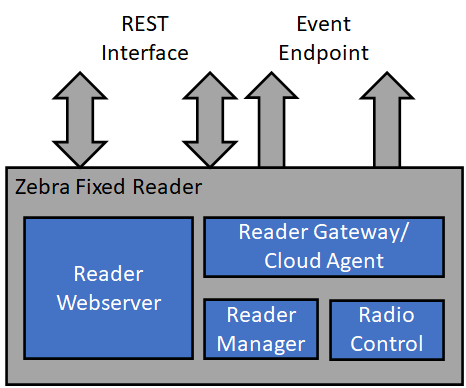 REST
Interface
Event
Endpoint
Zebra Fixed Reader
Reader
Webserver
Reader Gateway/
Cloud Agent
Reader
Manager
Radio
Control